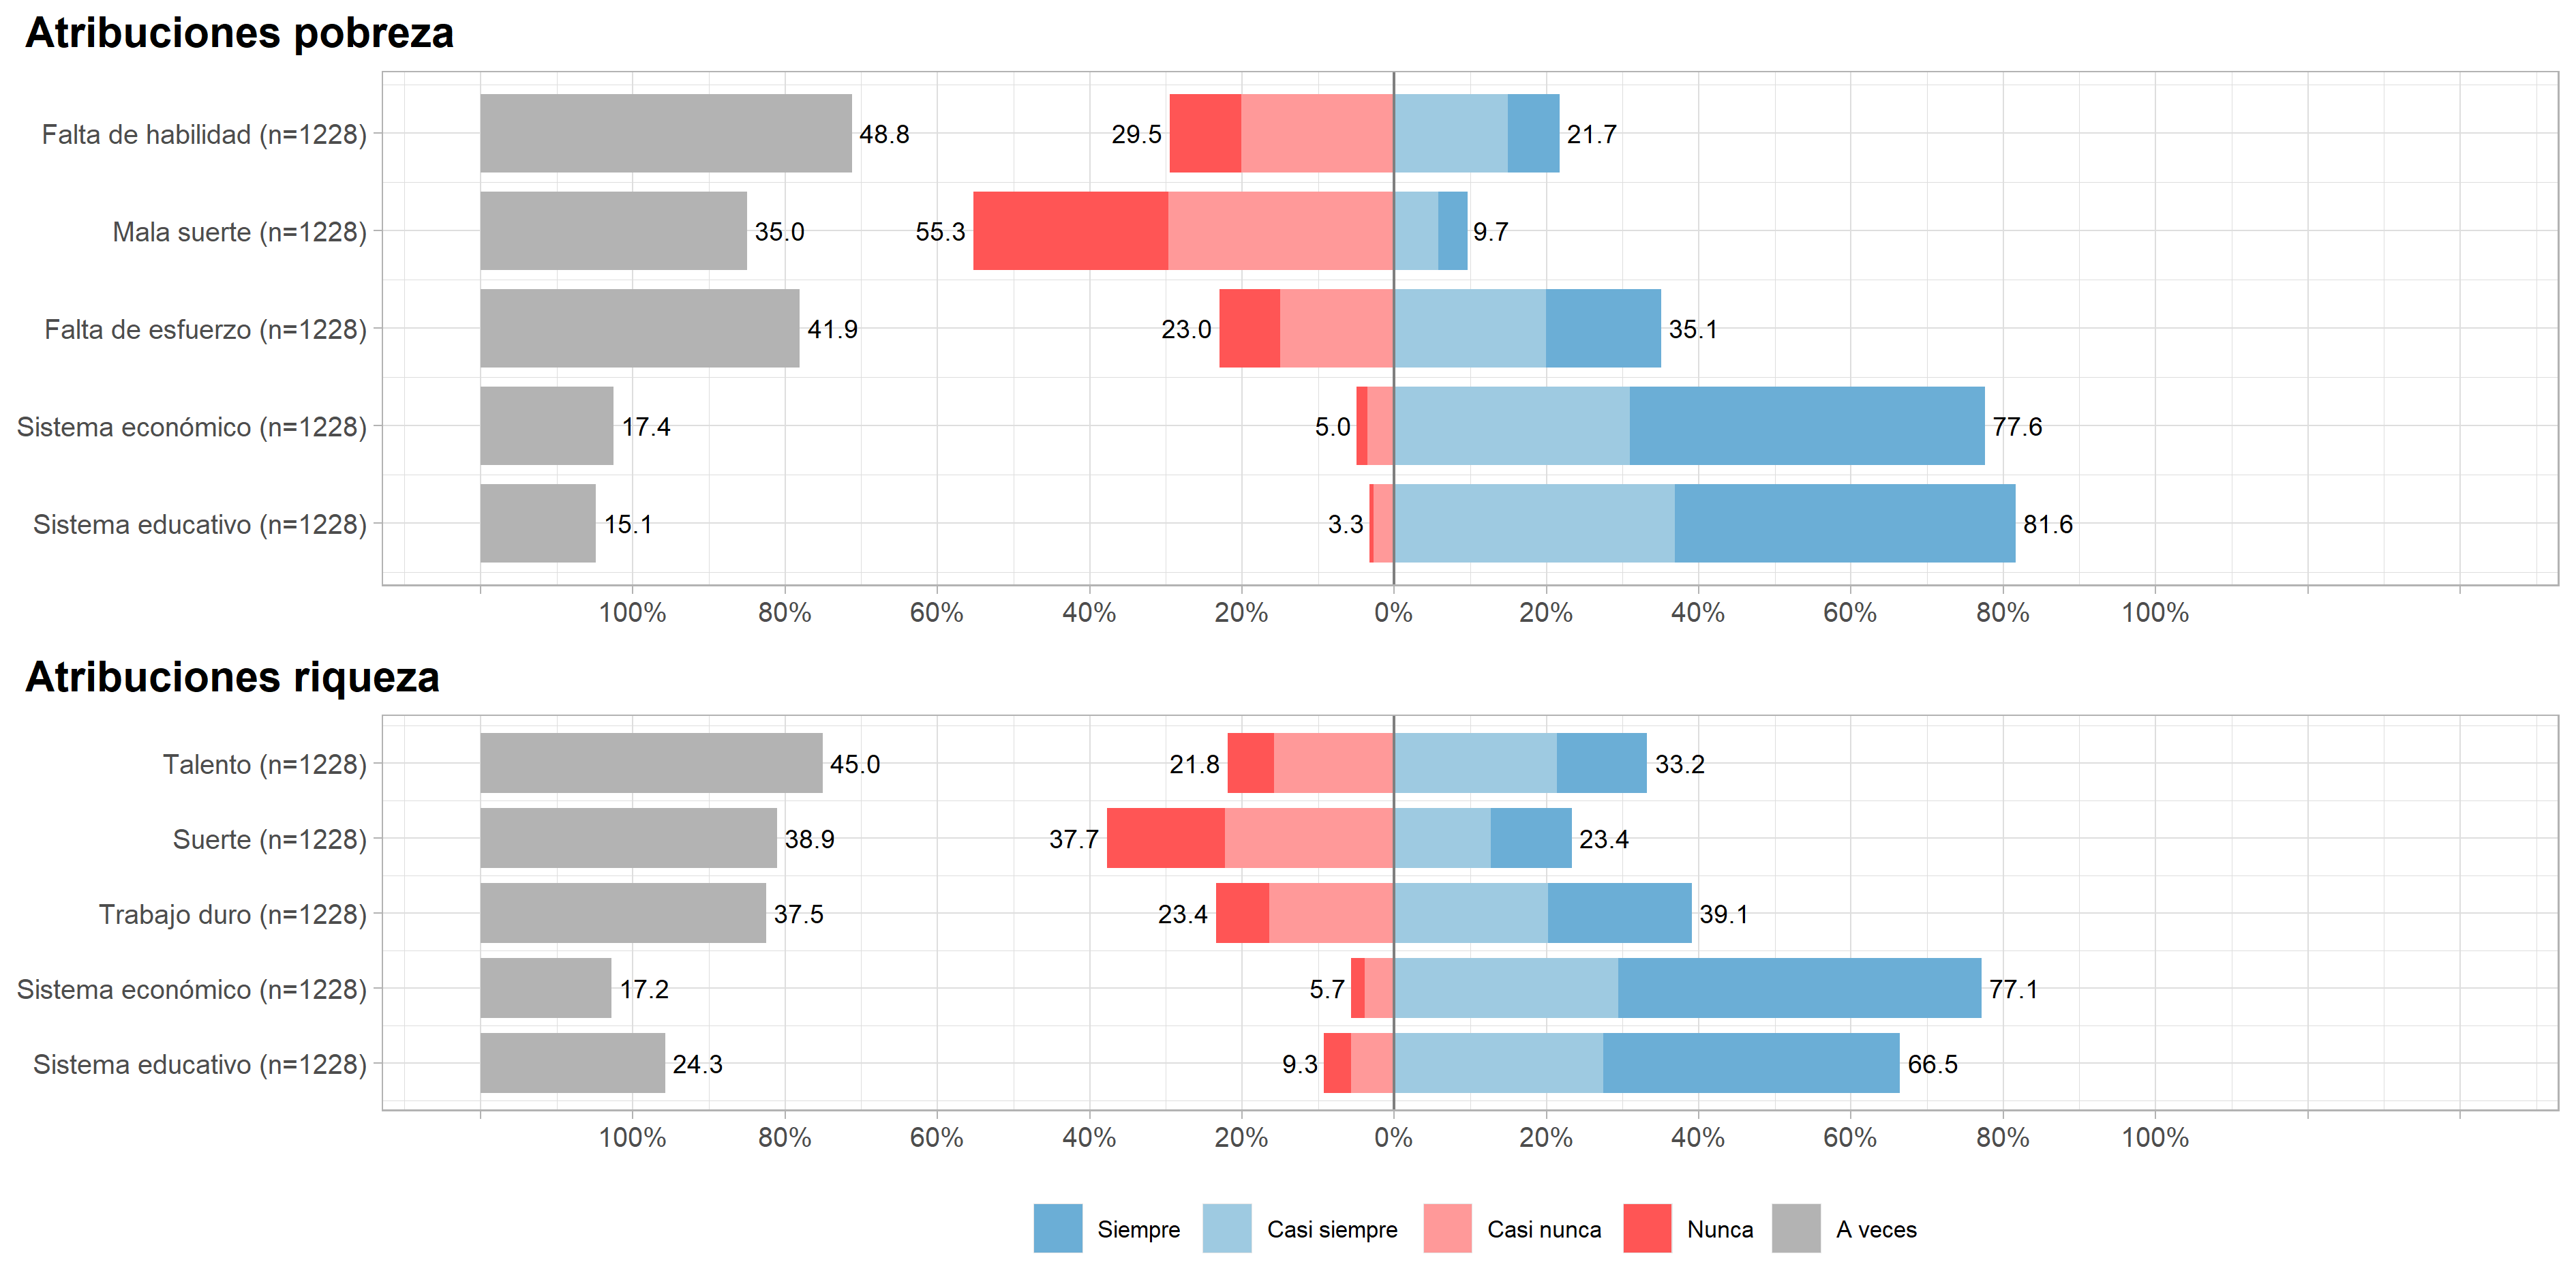 Atribuciones pobreza
Falta de habilidad (n=1228) 48.8 29.5 21.7
Mala suerte (n=1228) 35.0 55.3 9.7
Falta de esfuerzo (n=1228) 41.9 23.0 35.1
Sistema económico (n=1228) 17.4 5.0 77.6
Sistema educativo (n=1228) 15.1 3.3 81.6
100% 80% 60% 40% 20% 0% 20% 40% 60% 80% 100%
Atribuciones riqueza
Talento (n=1228) 45.0 21.8 33.2
Suerte (n=1228) 38.9 37.7 23.4
Trabajo duro (n=1228) 37.5 23.4 39.1
Sistema económico (n=1228) 17.2 5.7 77.1
Sistema educativo (n=1228) 24.3 9.3 66.5
100% 80% 60% 40% 20% 0% 20% 40% 60% 80% 100%
Siempre Casi siempre Casi nunca Nunca A veces